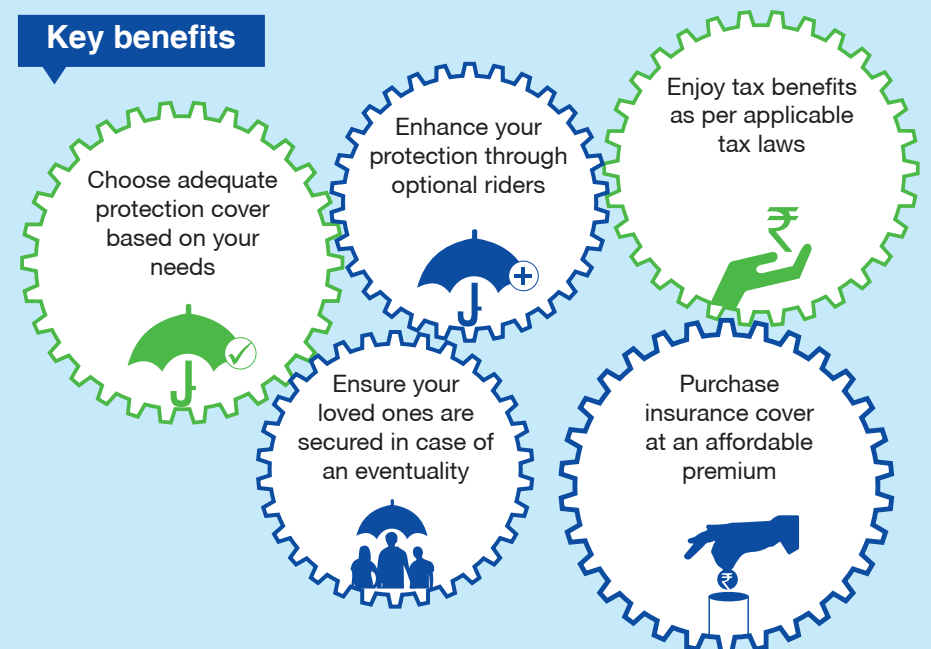 Key benefits
Choose adequate
protection cover
based on your
needs
Enhance your
protection through
optional riders
Enjoy tax benefits
as per applicable
tax laws
₹
Ensure your
loved ones are
secured in case of
an eventuality
Purchase
insurance cover
at an affordable
premium
₹